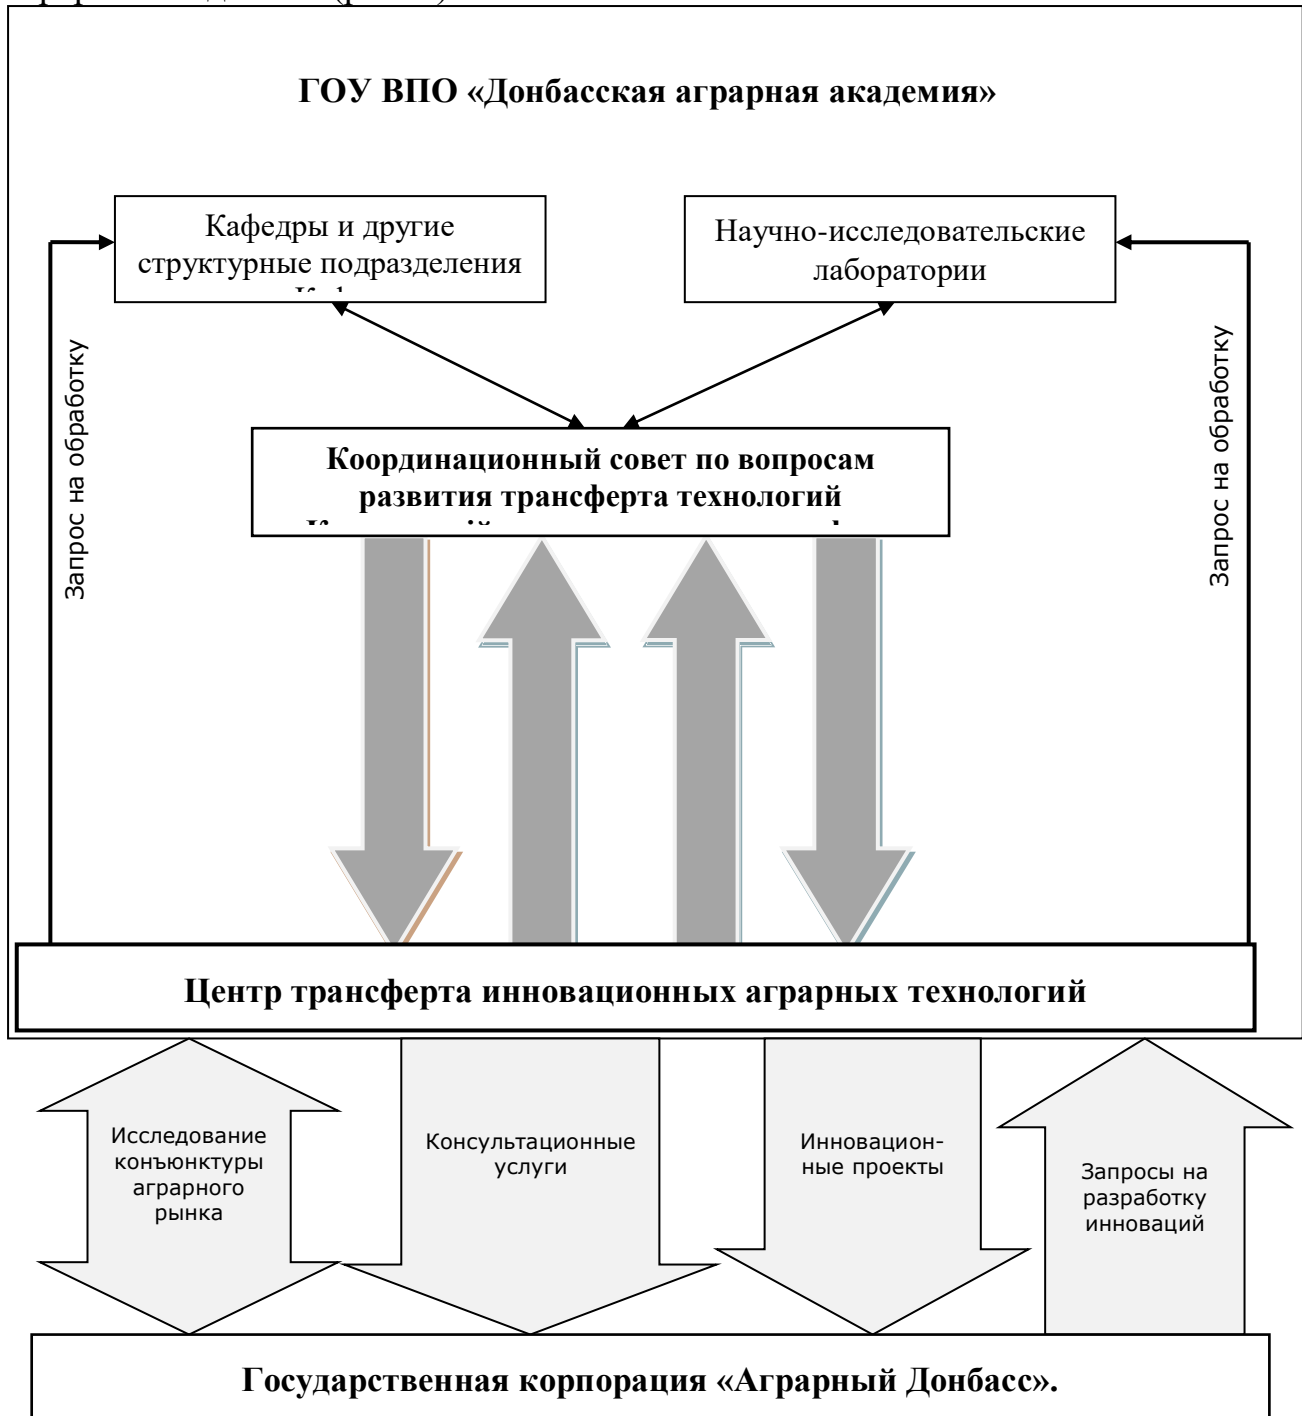 ГОУ ВПО «Донбасская аграрная академия»
Кафедры и другие
структурные подразделения
Научно-исследовательские
лаборатории
Запрос на обработку
Запрос на обработку
Координационный совет по вопросам
развития трансферта технологий
Центр трансферта инновационных аграрных технологий
Исследование
конъюнктуры
аграрного
рынка
Консультационные
услуги
Инновацион-
ные проекты
Запросы на
разработку
инноваций
Государственная корпорация «Аграрный Донбасс».